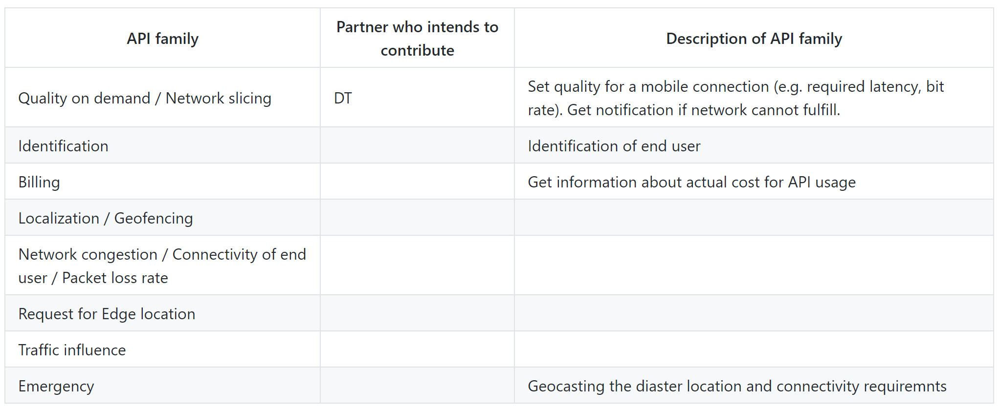 API family
Partner who intends to
contribute
Description of API family
Quality on demand / Network slicing
DT
Set quality for a mobile connection (e.g. required latency, bit
rate). Get notification if network cannot fulfill.
Identification
Identification of end user
Billing
Get information about actual cost for API usage
Localization / Geofencing
Network congestion / Connectivity of end
user / Packet loss rate
Request for Edge location
Traffic influence
Emergency
Geocasting the diaster location and connectivity requiremnts